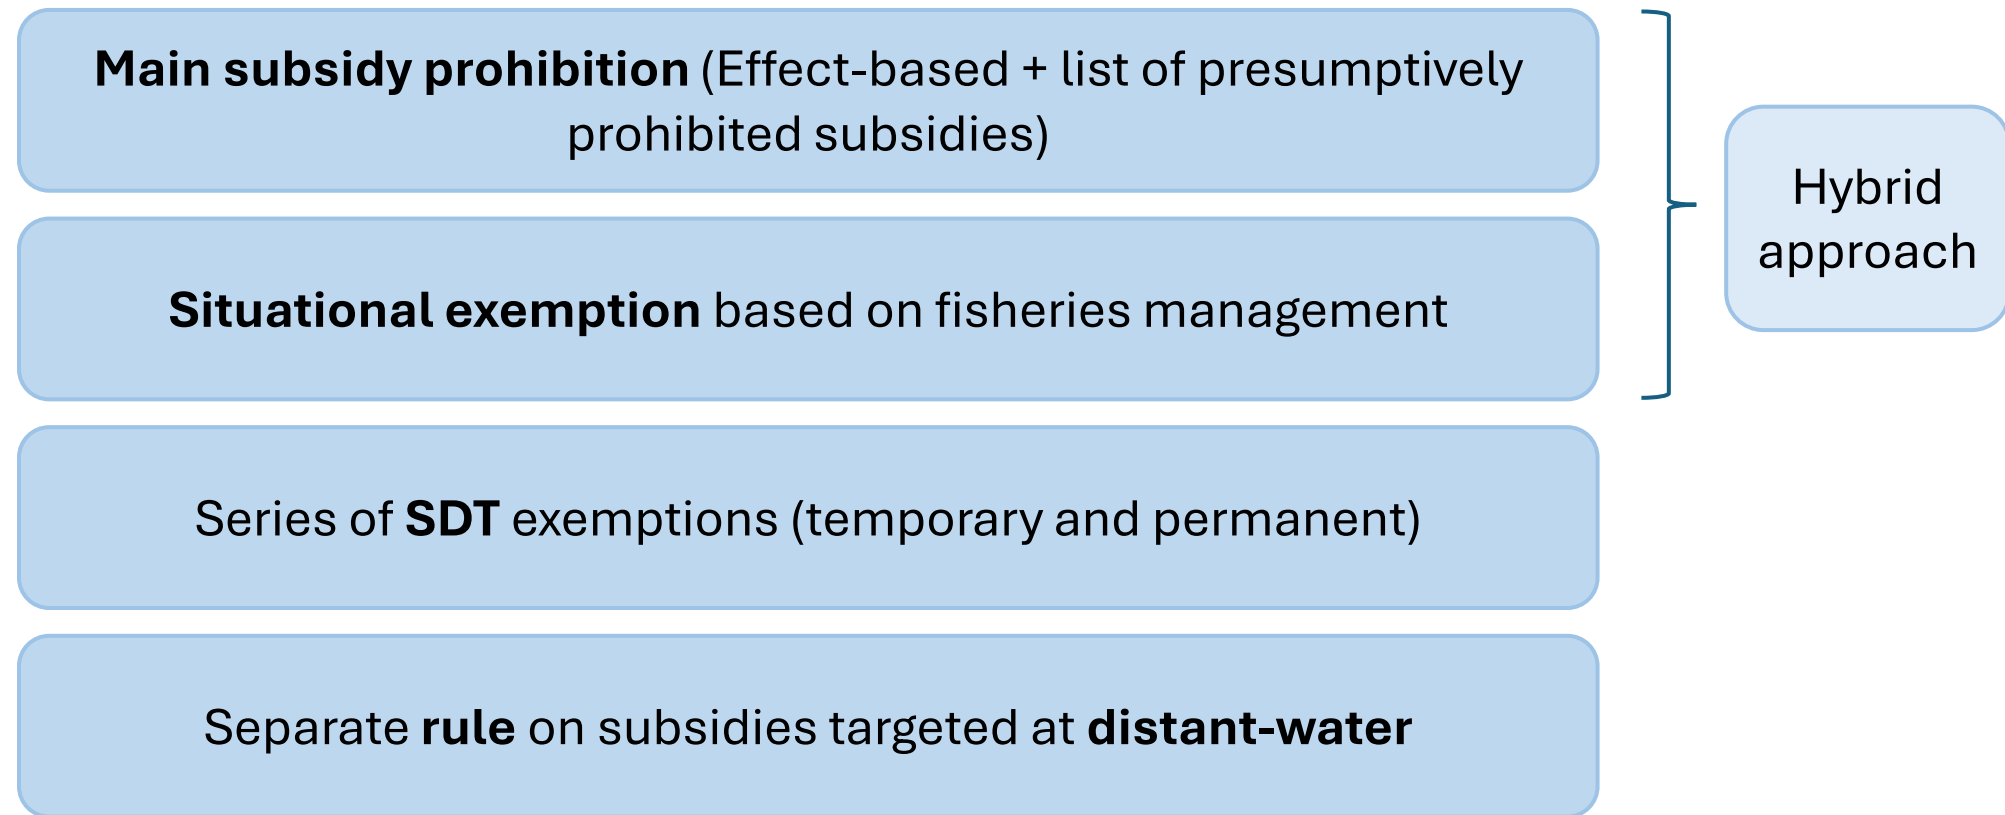 Main subsidy prohibition (Effect-based + list of presumptively
prohibited subsidies)
Situational exemption based on fisheries management
Hybrid
approach
Series of SDT exemptions (temporary and permanent)
Separate rule on subsidies targeted at distant-water